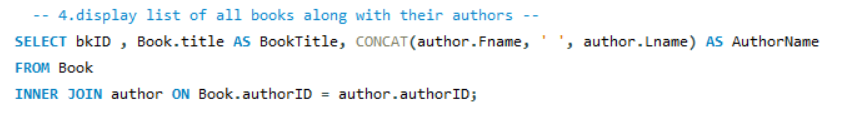 -- 4.display list of all books along with their authors --
SELECT bkID , Book.title AS BookTitle, CONCAT(author.Fname, ' ', author.Lname) AS AuthorName
FROM Book
INNER JOIN author ON Book.authorID = author.authorID;